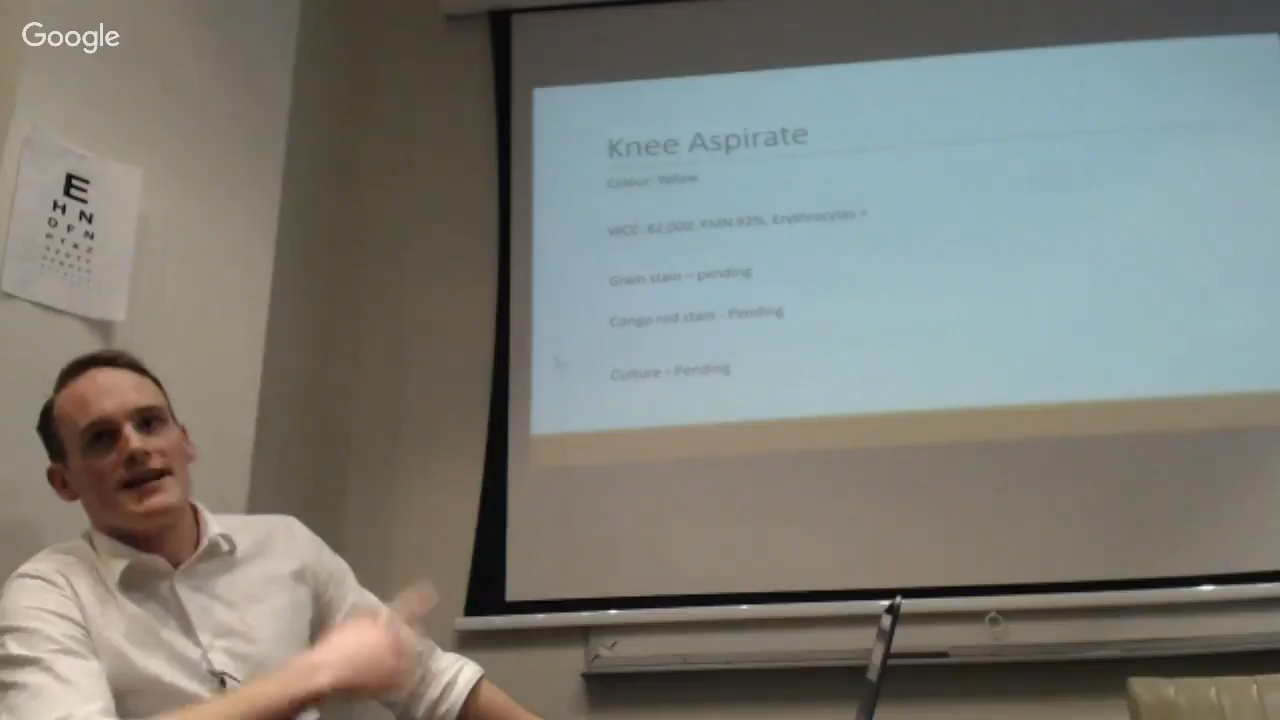 Google
Knee Aspirate
Colour: Yellow
WCC: 62,000: PMN 92%, Erythrocytes +
Gram stain – pending
Congo red stain - Pending
Culture - Pending
E
H N
D F N
P T X Z